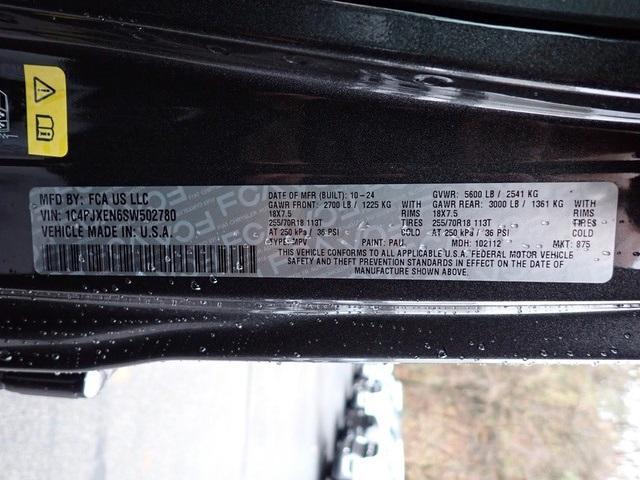 MFD BY: FCA US LLC
VIN: 1C4PJXEN6SW502780
VEHICLE MADE IN: U.S.A.
DATE OF MFR (BUILT): 10-24 GVWR: 5600 LB / 2541 KG
GAWR FRONT: 2700 LB / 1225 KG WITH GAWR REAR: 3000 LB / 1361 KG WITH
18X7.5 RIMS 18X7.5 RIMS
255/70R18 113T TIRES 255/70R18 113T TIRES
AT 250 kPa / 36 PSI COLD AT 250 kPa / 36 PSI COLD
TYPE: MPV PAINT: PAU MDH: 102112 MKT: 875
THIS VEHICLE CONFORMS TO ALL APPLICABLE U.S.A. FEDERAL MOTOR VEHICLE
SAFETY AND THEFT PREVENTION STANDARDS IN EFFECT ON THE DATE OF
MANUFACTURE SHOWN ABOVE.